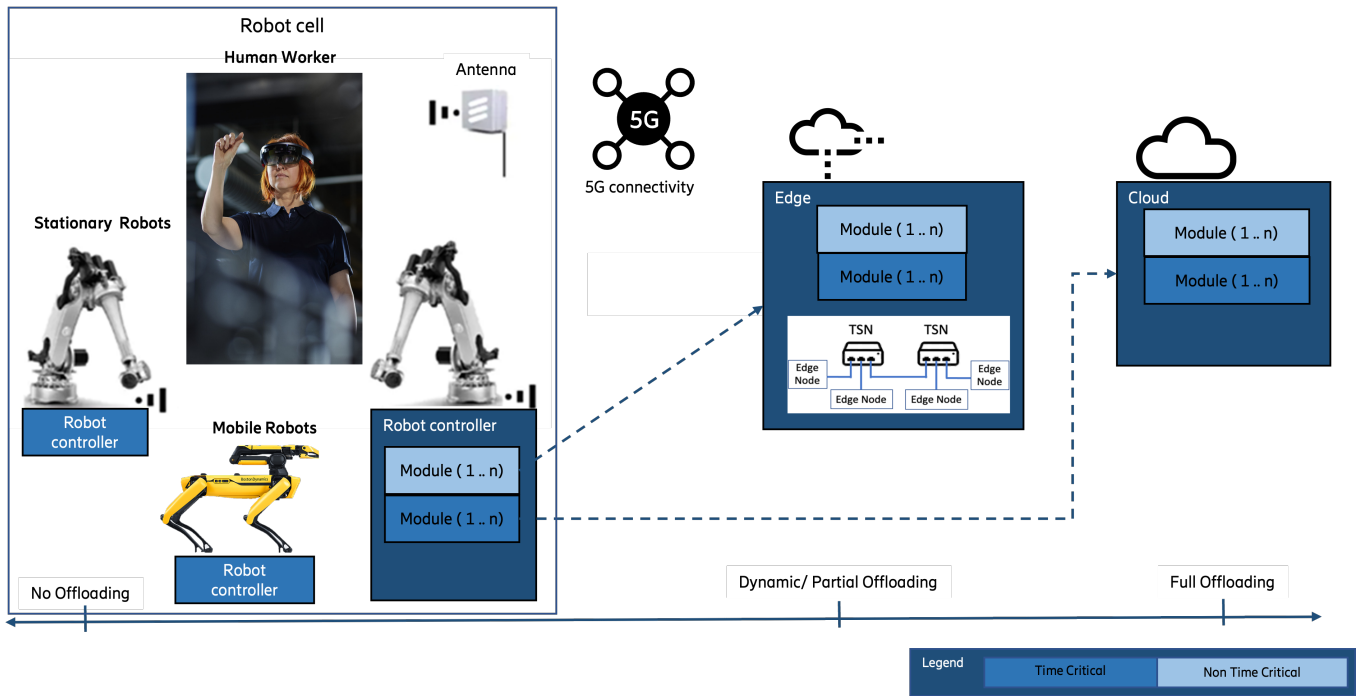 Robot cell
Human Worker
Antenna
5G
5G connectivity
Stationary Robots
Robot
controller
Mobile Robots
BostonDynamics
Robot
controller
Robot controller
Module ( 1 .. n)
Module ( 1 .. n)
Edge
Module ( 1 .. n)
Module ( 1 .. n)
TSN
TSN
Edge
Node
Edge Node
Edge Node
Edge
Node
Cloud
Module ( 1 .. n)
Module ( 1 .. n)
No Offloading
Dynamic/ Partial Offloading
Full Offloading
Legend
Time Critical
Non Time Critical